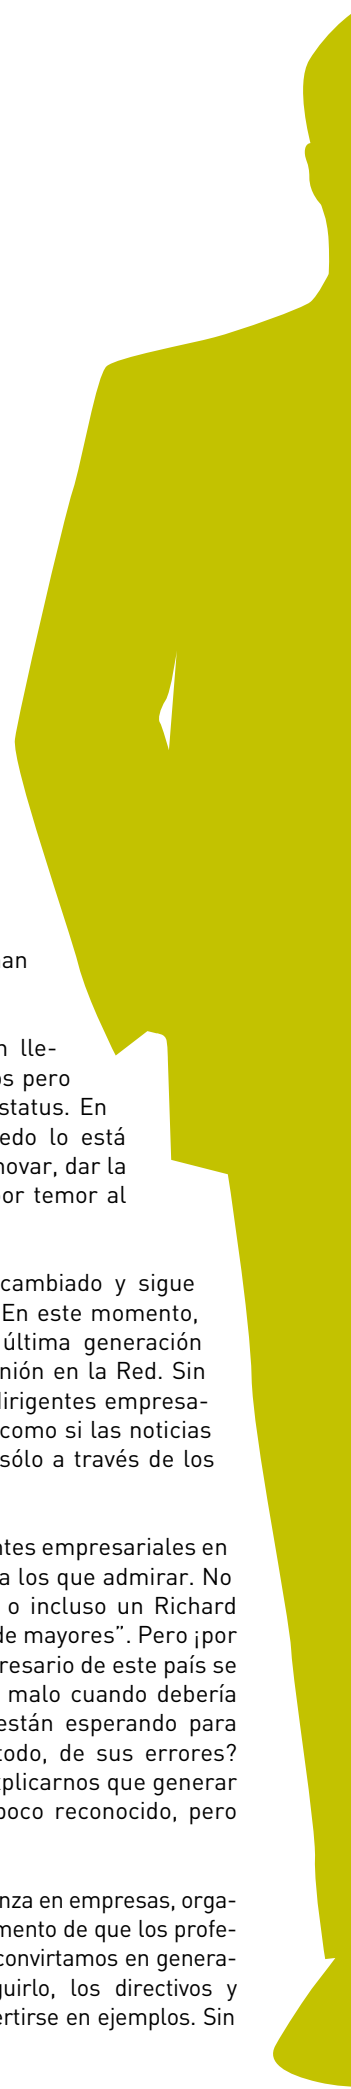 an
lle-
pero
status. En
edo lo está
novar, dar la
por temor al
cambiado y sigue
En este momento,
última generación
nión en la Red. Sin
dirigentes empresa-
como si las noticias
sólo a través de los
ntes empresariales en
a los que admirar. No
o incluso un Richard
de mayores”. Pero ¡por
resario de este país se
malo cuando debería
están esperando para
todo, de sus errores?
xplicarnos que generar
poco reconocido, pero
nza en empresas, orga-
mento de que los profe-
convirtamos en genera-
guirlo, los directivos y
ertirse en ejemplos. Sin